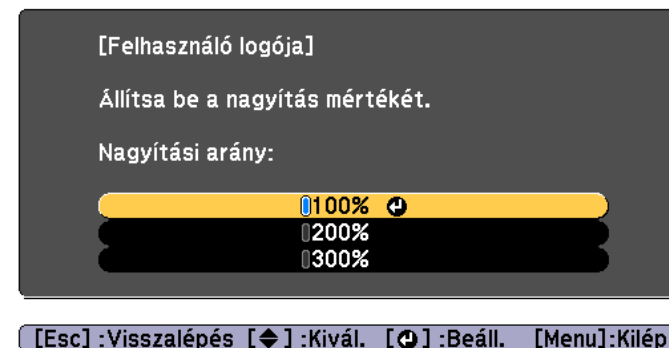 [Felhasználó logója]
Állítsa be a nagyítás mértékét.
Nagyítási arány:
100%
200%
300%
[Esc] :Visszalépés [◆] :Kivál. [↵] :Beáll. [Menu]:Kilép